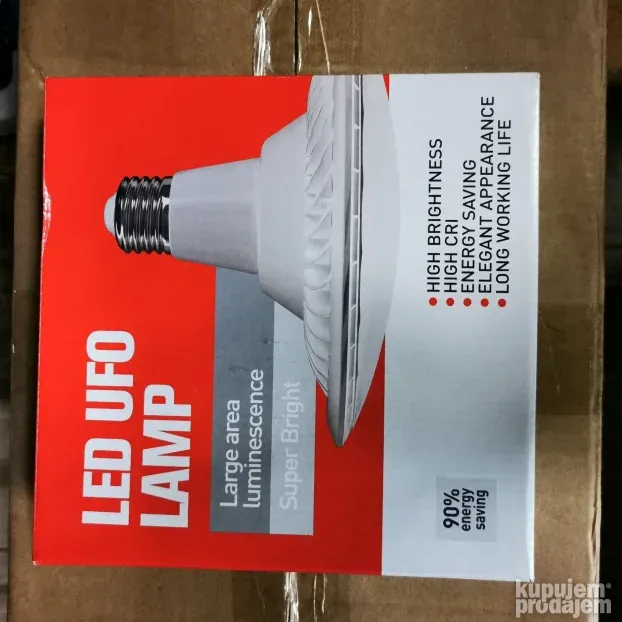 LED UFO
LAMP
Large area
luminescence
Super Bright
HIGH BRIGHTNESS
HIGH CRI
ENERGY SAVING
ELEGANT APPEARANCE
LONG WORKING LIFE
90%
energy
saving
kupujem
prodajem